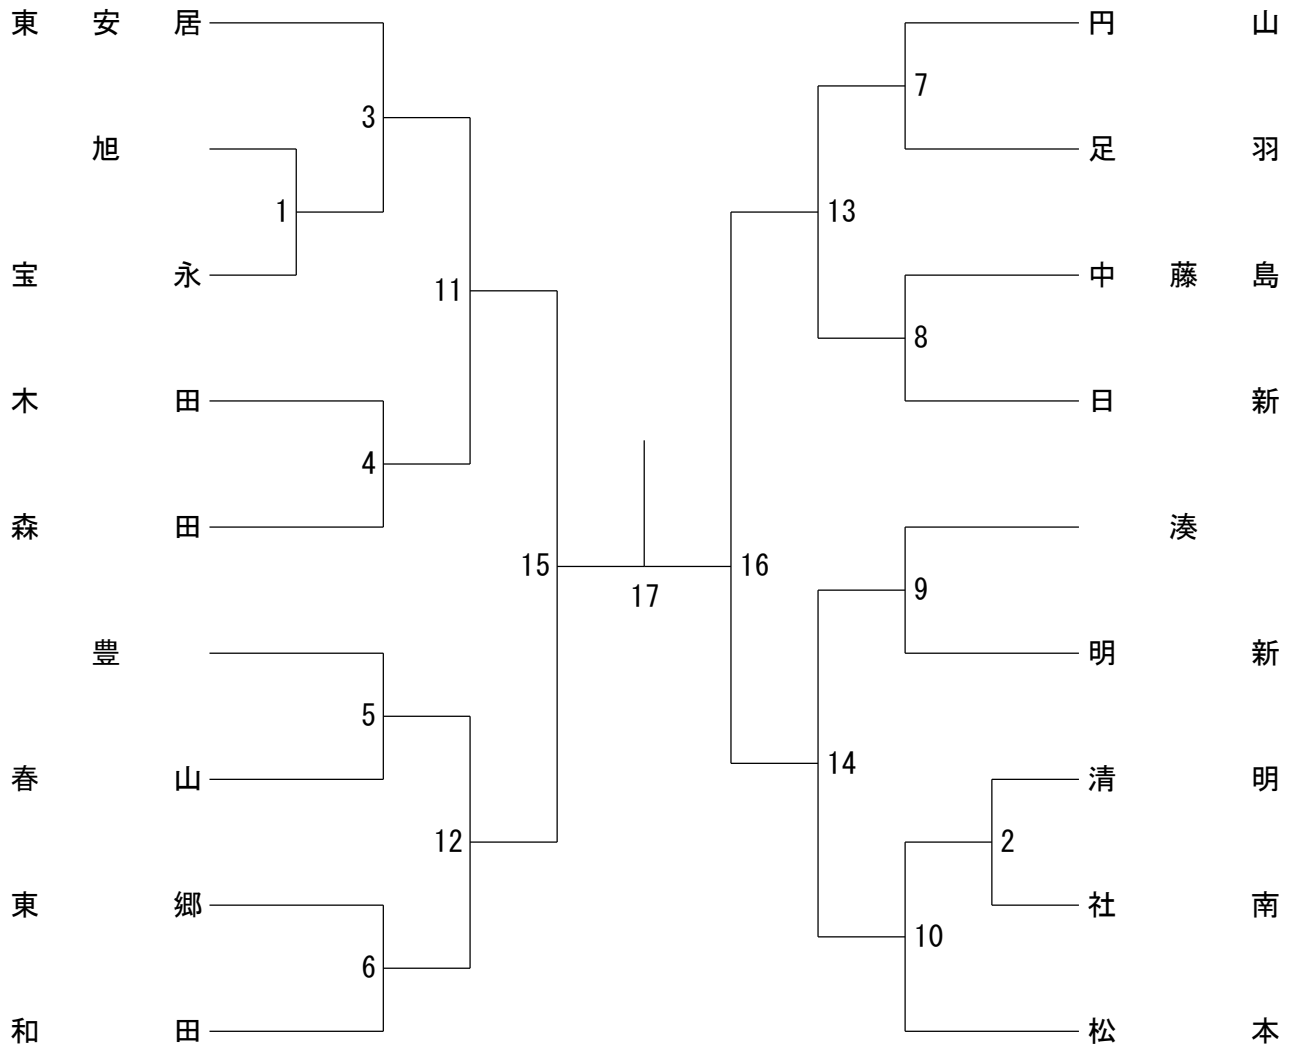 東安居
円山
3
7
旭
足羽
1
13
宝永
中藤島
11
8
木田
日新
4
森田
湊
15
16
9
17
豊
明新
5
14
春山
清明
12
2
東郷
社南
10
6
和田
松本